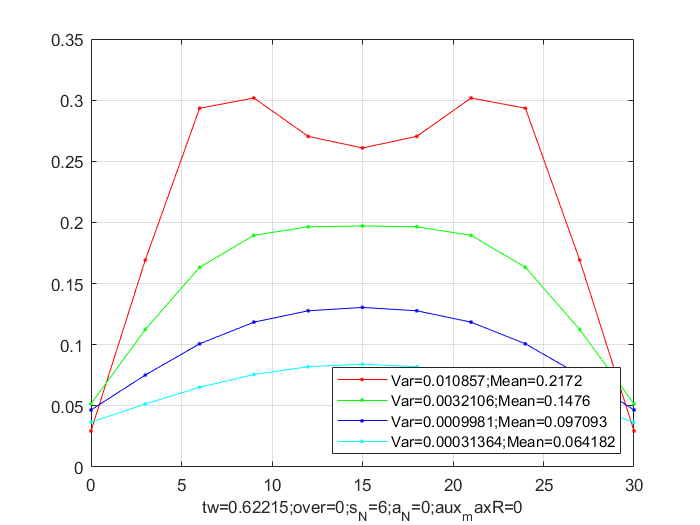 0.35
0.3
0.25
0.2
0.15
0.1
0.05
0
Var=0.010857;Mean=0.2172
Var=0.0032106;Mean=0.1476
Var=0.0009981;Mean=0.097093
Var=0.00031364;Mean=0.064182
0 5 10 15 20 25 30
tw=0.62215;over=0;s_N=6;a_N=0;aux_maxR=0